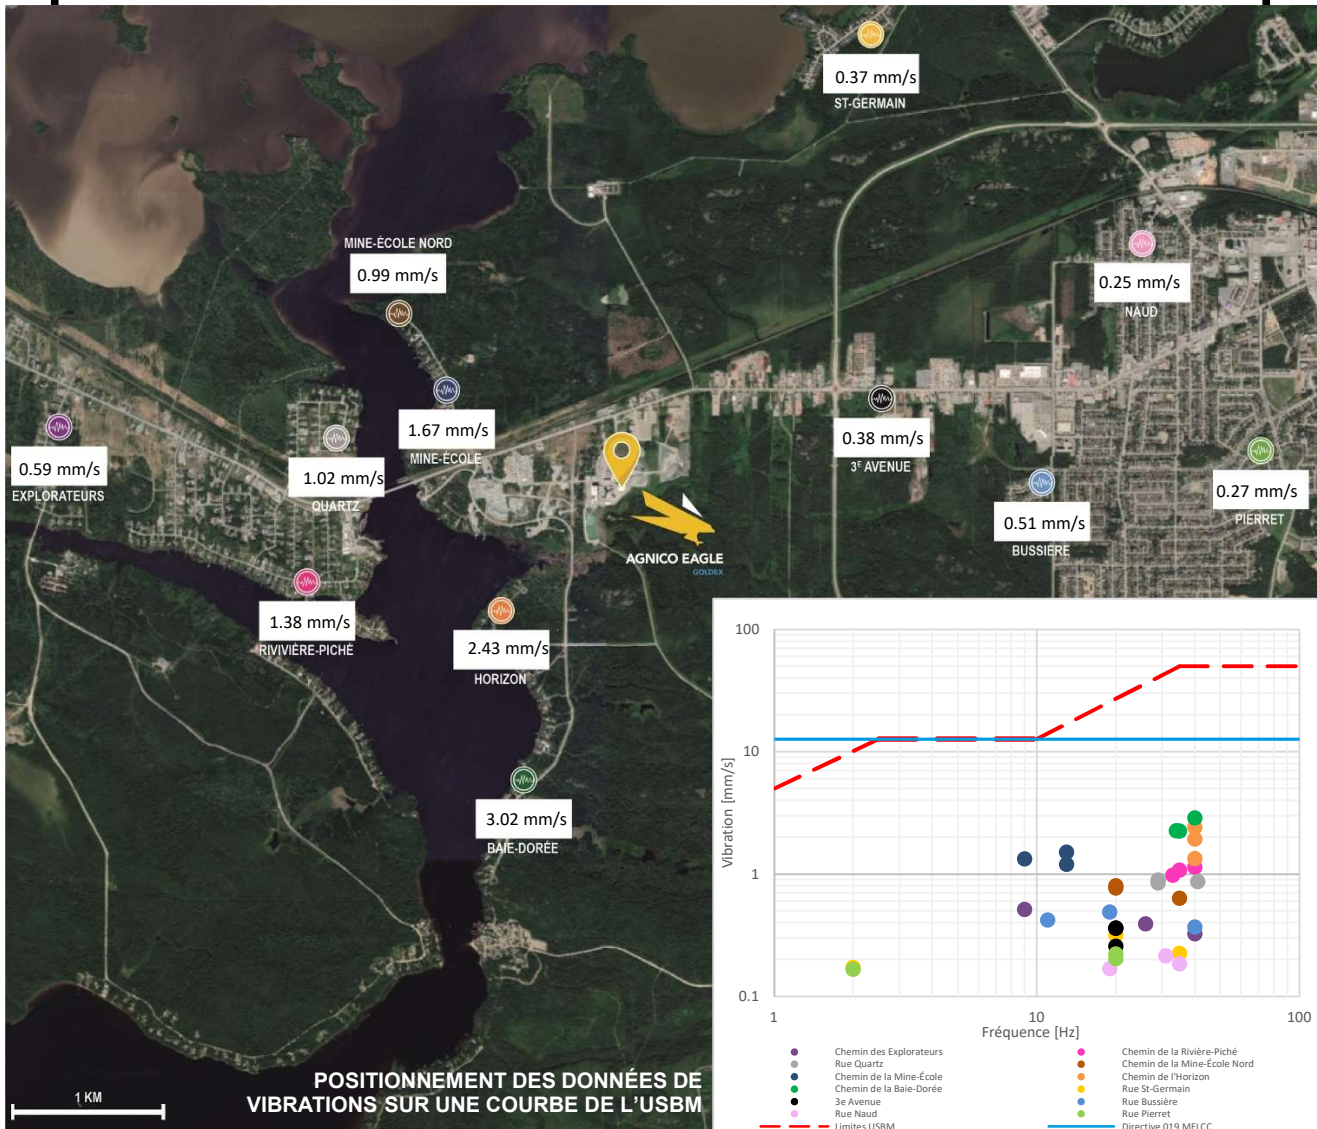 0.37 mm/s
ST-GERMAIN
MINE-ÉCOLE NORD
0.99 mm/s
0.25 mm/s
NAUD
1.67 mm/s
MINE-ÉCOLE
0.38 mm/s
3E AVENUE
0.59 mm/s
EXPLORATEURS
1.02 mm/s
QUARTZ
0.27 mm/s
PIERRET
0.51 mm/s
BUSSIÈRE
AGNICO EAGLE
GOLDEX
1.38 mm/s
RIVIVIÈRE-PICHÉ
2.43 mm/s
HORIZON
3.02 mm/s
BAIE-DORÉE
POSITIONNEMENT DES DONNÉES DE
VIBRATIONS SUR UNE COURBE DE L'USBM
1 KM
100
10
1
0.1
Vibration [mm/s]
1
10
100
Fréquence [Hz]
Chemin des Explorateurs
Chemin de la Rivière-Piché
Rue Quartz
Chemin de la Mine-École Nord
Chemin de la Mine-École
Chemin de l'Horizon
Chemin de la Baie-Dorée
Rue St-Germain
3e Avenue
Rue Bussière
Rue Naud
Rue Pierret
Limites USBM
Directive 019 MELCC